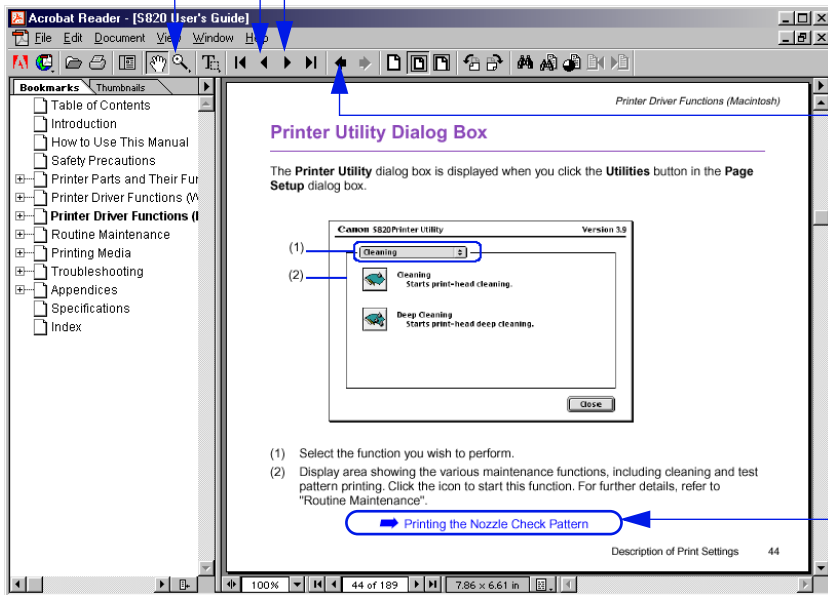 Acrobat Reader - [S820 User's Guide]
File Edit Document View Window Help
Bookmarks Thumbnails
Table of Contents
Introduction
How to Use This Manual
Safety Precautions
Printer Parts and Their Fun
Printer Driver Functions (W
Printer Driver Functions (I
Routine Maintenance
Printing Media
Troubleshooting
Appendices
Specifications
Index
Printer Driver Functions (Macintosh)
Printer Utility Dialog Box
The Printer Utility dialog box is displayed when you click the Utilities button in the Page
Setup dialog box.
Canon S820Printer Utility Version 3.9
(1) Cleaning
(2) Cleaning
Starts print-head cleaning.
Deep Cleaning
Starts print-head deep cleaning.
Close
(1) Select the function you wish to perform.
(2) Display area showing the various maintenance functions, including cleaning and test
pattern printing. Click the icon to start this function. For further details, refer to
"Routine Maintenance".
Printing the Nozzle Check Pattern
Description of Print Settings 44
100% 44 of 189 7.86 x 6.61 in